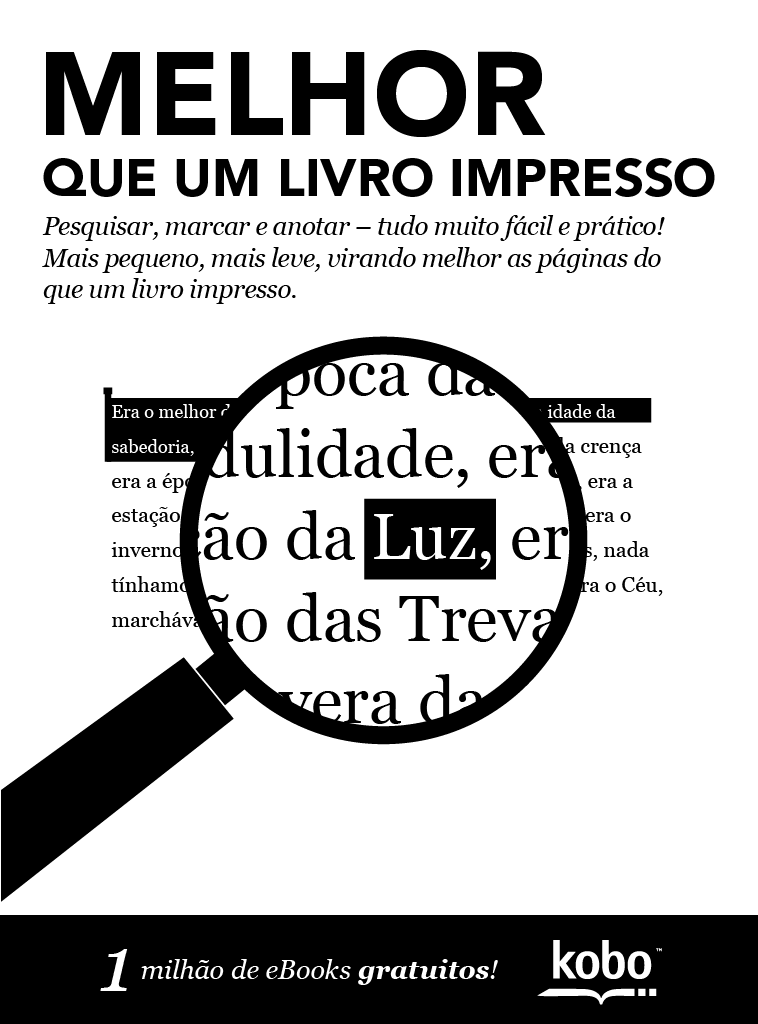 MELHOR
QUE UM LIVRO IMPRESSO
Pesquisar, marcar e anotar – tudo muito fácil e prático!
Mais pequeno, mais leve, virando melhor as páginas do
que um livro impresso.
poca da
Era o melhor d idade da
dulidade, era
sabedoria, a crença
era a épo , era a
estação era o
ção da Luz, er
inverno s, nada
tínhamo ra o Céu,
ão das Treva
marcháva
vera da
1 milhão de eBooks gratuitos!
kobo™